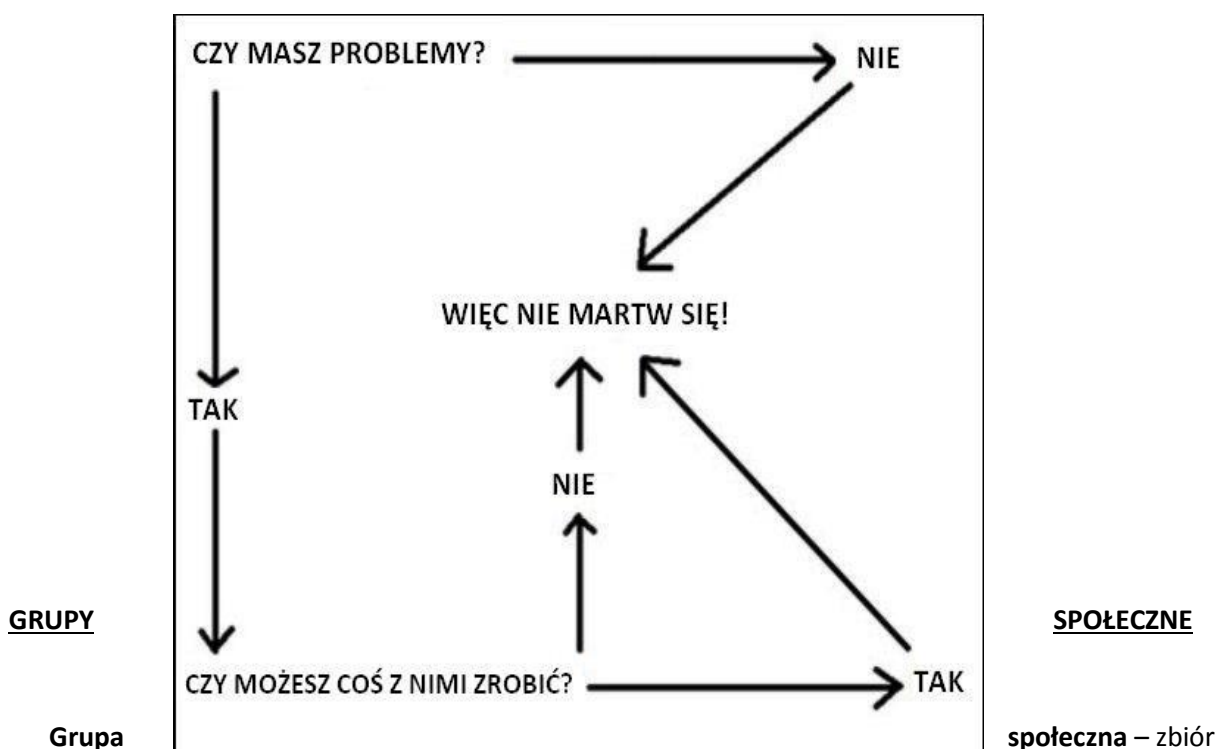 CZY MASZ PROBLEMY? NIE
WIĘC NIE MARTW SIĘ!
TAK
NIE
GRUPY SPOŁECZNE
CZY MOŻESZ COŚ Z NIMI ZROBIĆ? TAK
Grupa społeczna – zbiór